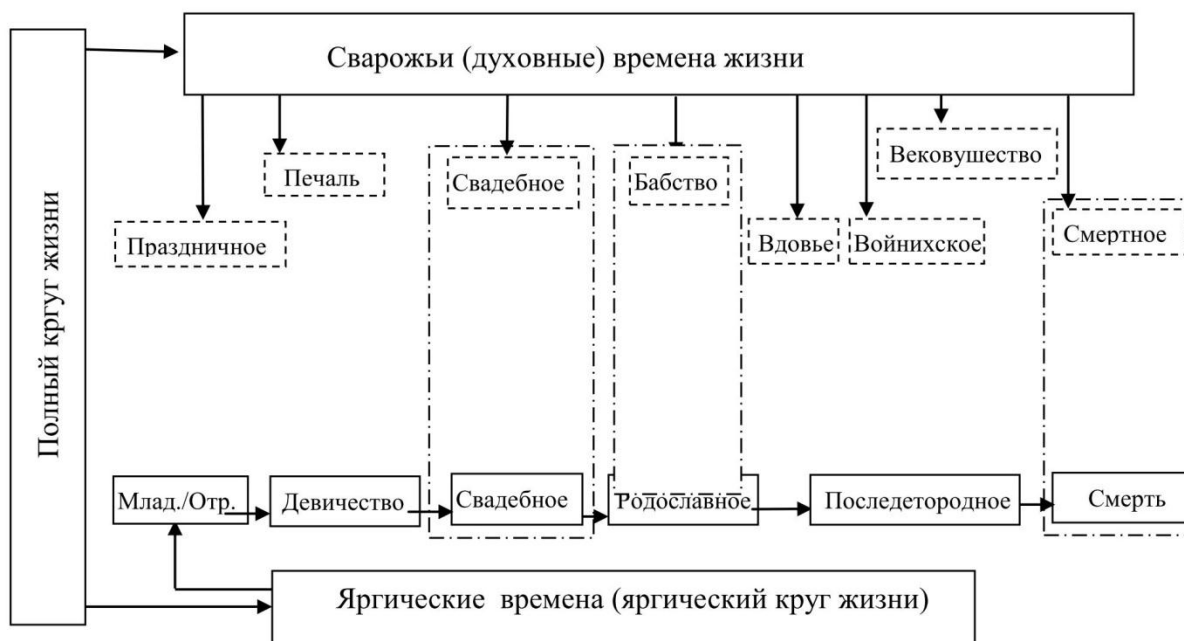 Сварожьи (духовные) времена жизни
Полный кргуг жизни
Печаль
Свадебное
Бабство
Вековушество
Праздничное
Вдовье
Войнихское
Смертное
Млад./Отр.
Девичество
Свадебное
Родославное
Последетородное
Смерть
Яргические времена (яргический круг жизни)